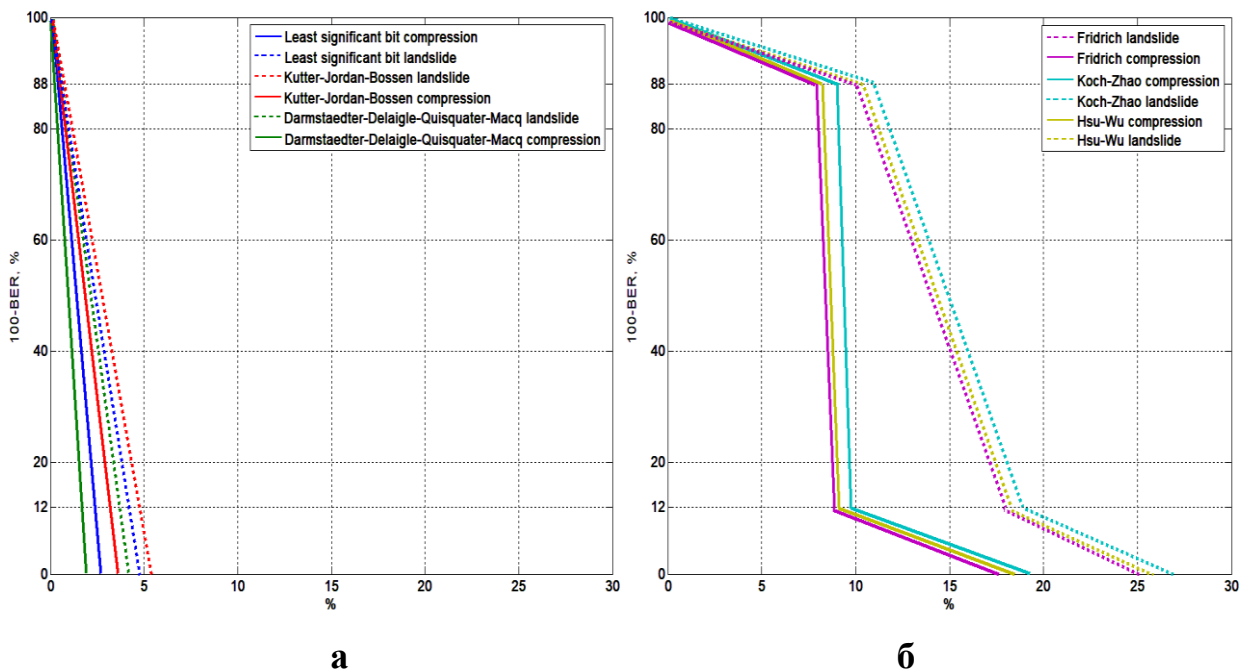 Least significant bit compression
Least significant bit landslide
Kutter-Jordan-Bossen landslide
Kutter-Jordan-Bossen compression
Darmstaedter-Delaigle-Quisquater-Macq landslide
Darmstaedter-Delaigle-Quisquater-Macq compression
100
88
80
60
40
20
12
0
100-BER, %
0 5 10 15 20 25 30
%
а
Fridrich landslide
Fridrich compression
Koch-Zhao compression
Koch-Zhao landslide
Hsu-Wu compression
Hsu-Wu landslide
100
88
80
60
40
20
12
0
100-BER, %
0 5 10 15 20 25 30
%
б